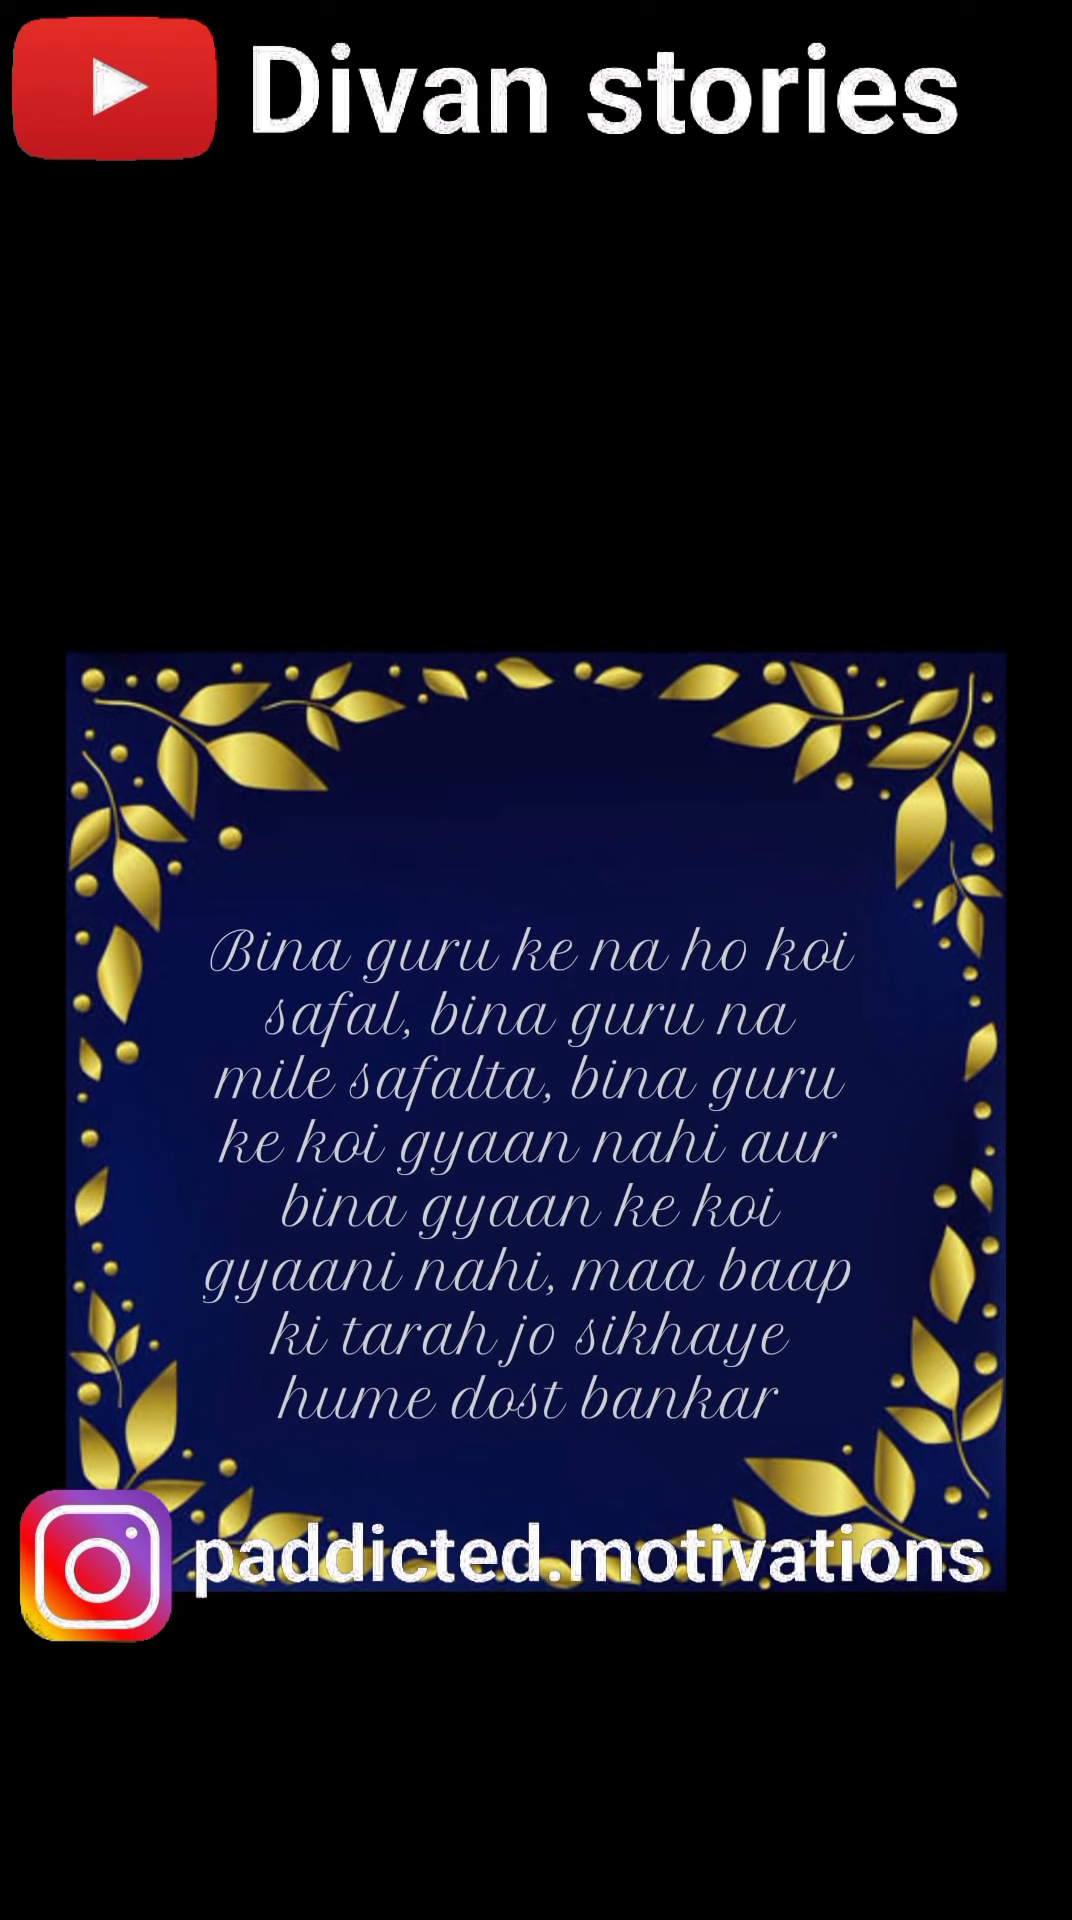 Divan stories
Bina guru ke na ho koi
safal, bina guru na
mile safalta, bina guru
ke koi gyaan nahi aur
bina gyaan ke koi
gyaani nahi, maa baap
ki tarah jo sikhaye
hume dost bankar
paddicted.motivations